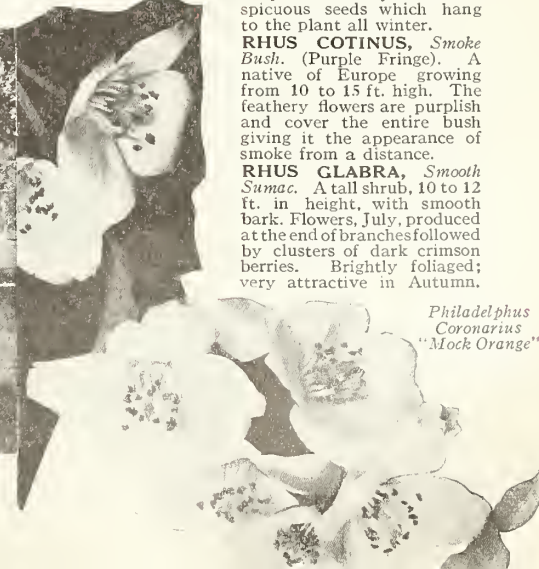 spicuous seeds which hang
to the plant all winter.
RHUS COTINUS, Smoke
Bush. (Purple Fringe). A
native of Europe growing
from 10 to 15 ft. high. The
feathery flowers are purplish
and cover the entire bush
giving it the appearance of
smoke from a distance.
RHUS GLABRA, Smooth
Sumac. A tall shrub, 10 to 12
ft. in height, with smooth
bark. Flowers, July, produced
at the end of branches followed
by clusters of dark crimson
berries. Brightly foliaged;
very attractive in Autumn.
Philadelphus
Coronarius
"Mock Orange"